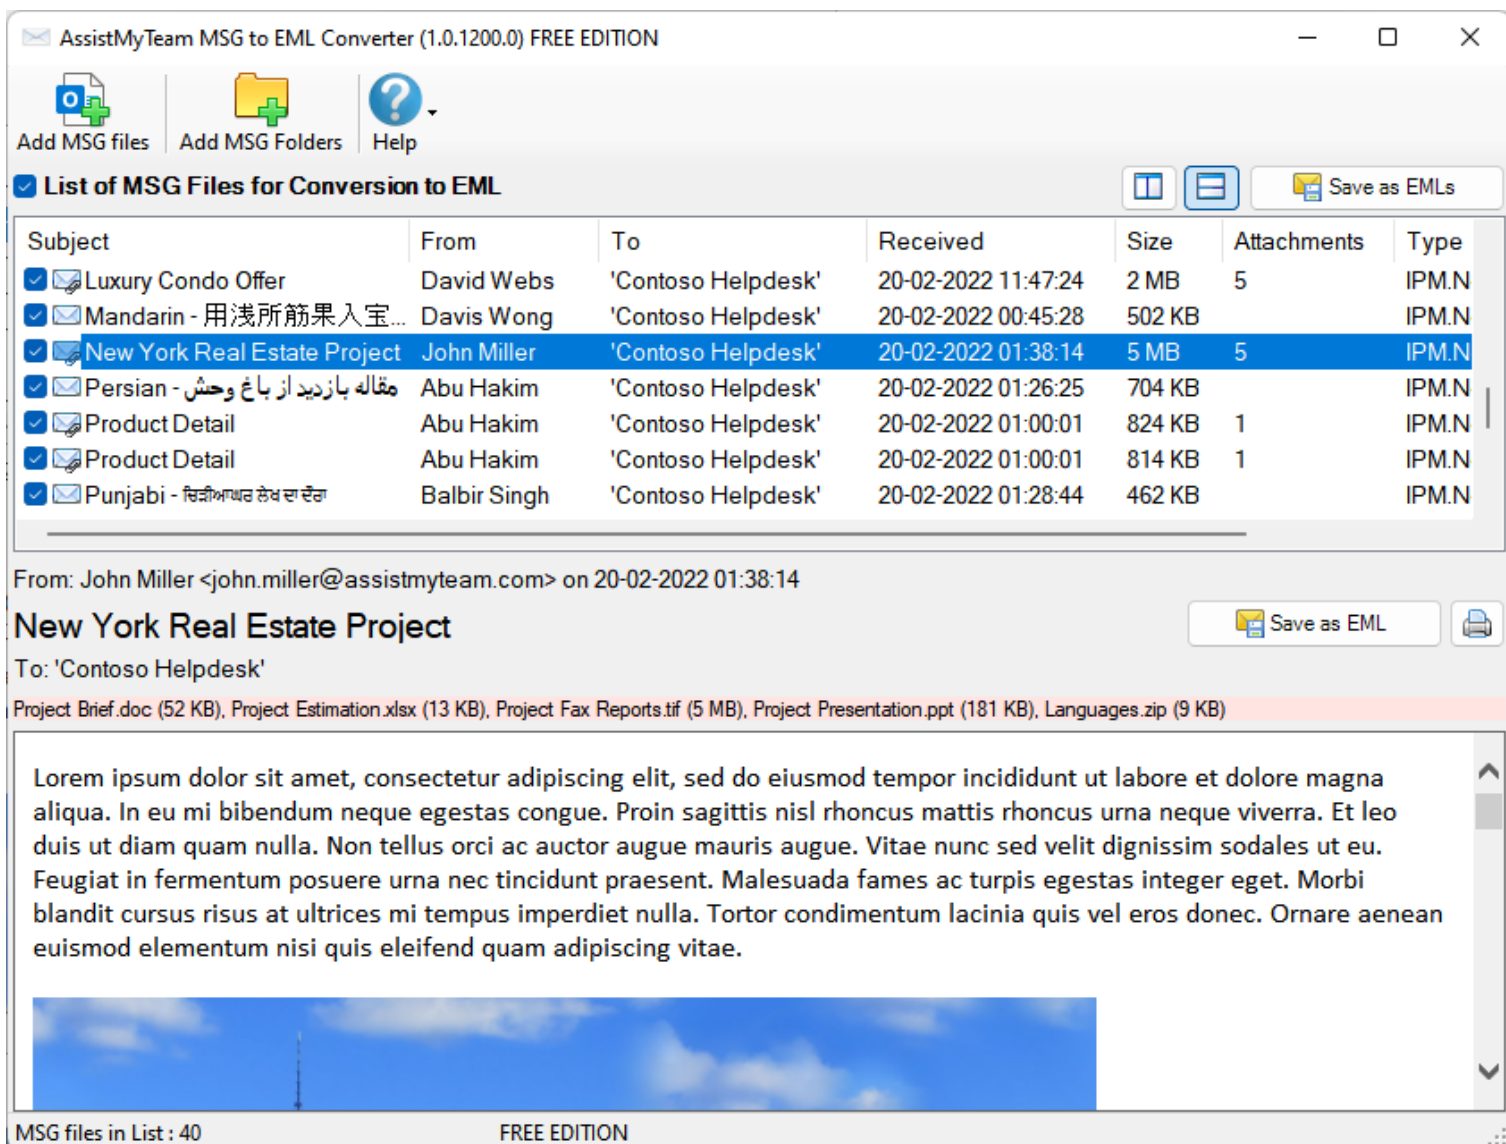 AssistMyTeam MSG to EML Converter (1.0.1200.0) FREE EDITION
Add MSG files Add MSG Folders Help
List of MSG Files for Conversion to EML Save as EMLs
Subject From To Received Size Attachments Type
Luxury Condo Offer David Webs 'Contoso Helpdesk' 20-02-2022 11:47:24 2 MB 5 IPM.N
Mandarin - 用浅所筋果入宝... Davis Wong 'Contoso Helpdesk' 20-02-2022 00:45:28 502 KB IPM.N
New York Real Estate Project John Miller 'Contoso Helpdesk' 20-02-2022 01:38:14 5 MB 5 IPM.N
Persian - مقاله بازدید از باغ وحش Abu Hakim 'Contoso Helpdesk' 20-02-2022 01:26:25 704 KB IPM.N
Product Detail Abu Hakim 'Contoso Helpdesk' 20-02-2022 01:00:01 824 KB 1 IPM.N
Product Detail Abu Hakim 'Contoso Helpdesk' 20-02-2022 01:00:01 814 KB 1 IPM.N
Punjabi - ਚਿੜੀਆਘਰ ਲੇਖ ਦਾ ਦੌਰਾ Balbir Singh 'Contoso Helpdesk' 20-02-2022 01:28:44 462 KB IPM.N
From: John Miller <john.miller@assistmyteam.com> on 20-02-2022 01:38:14
New York Real Estate Project Save as EML
To: 'Contoso Helpdesk'
Project Brief.doc (52 KB), Project Estimation.xlsx (13 KB), Project Fax Reports.tif (5 MB), Project Presentation.ppt (181 KB), Languages.zip (9 KB)
Lorem ipsum dolor sit amet, consectetur adipiscing elit, sed do eiusmod tempor incididunt ut labore et dolore magna
aliqua. In eu mi bibendum neque egestas congue. Proin sagittis nisl rhoncus mattis rhoncus urna neque viverra. Et leo
duis ut diam quam nulla. Non tellus orci ac auctor augue mauris augue. Vitae nunc sed velit dignissim sodales ut eu.
Feugiat in fermentum posuere urna nec tincidunt praesent. Malesuada fames ac turpis egestas integer eget. Morbi
blandit cursus risus at ultrices mi tempus imperdiet nulla. Tortor condimentum lacinia quis vel eros donec. Ornare aenean
euismod elementum nisi quis eleifend quam adipiscing vitae.
MSG files in List : 40 FREE EDITION